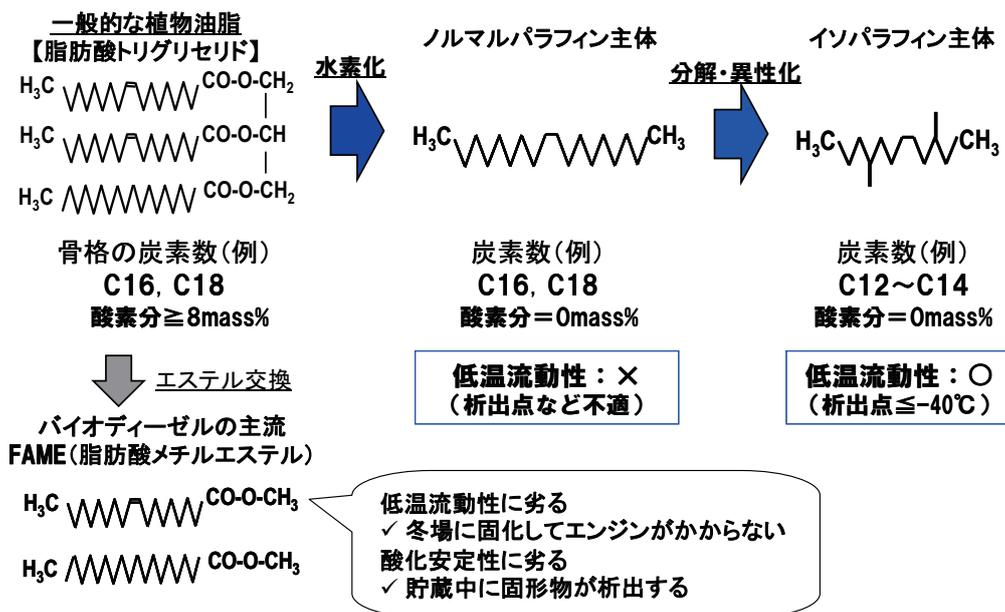 一般的な植物油脂
【脂肪酸トリグリセリド】
H₃C CO-O-CH₂
H₃C CO-O-CH
H₃C CO-O-CH₂
骨格の炭素数(例)
C16, C18
酸素分≧8mass%
水素化
ノルマルパラフィン主体
H₃C CH₃
炭素数(例)
C16, C18
酸素分=0mass%
低温流動性:×
(析出点など不適)
分解・異性化
イソパラフィン主体
H₃C CH₃
炭素数(例)
C12~C14
酸素分=0mass%
低温流動性:○
(析出点≦-40℃)
エステル交換
バイオディーゼルの主流
FAME(脂肪酸メチルエステル)
H₃C CO-O-CH₃
H₃C CO-O-CH₃
低温流動性に劣る
✓ 冬場に固化してエンジンがかからない
酸化安定性に劣る
✓ 貯蔵中に固形物が析出する